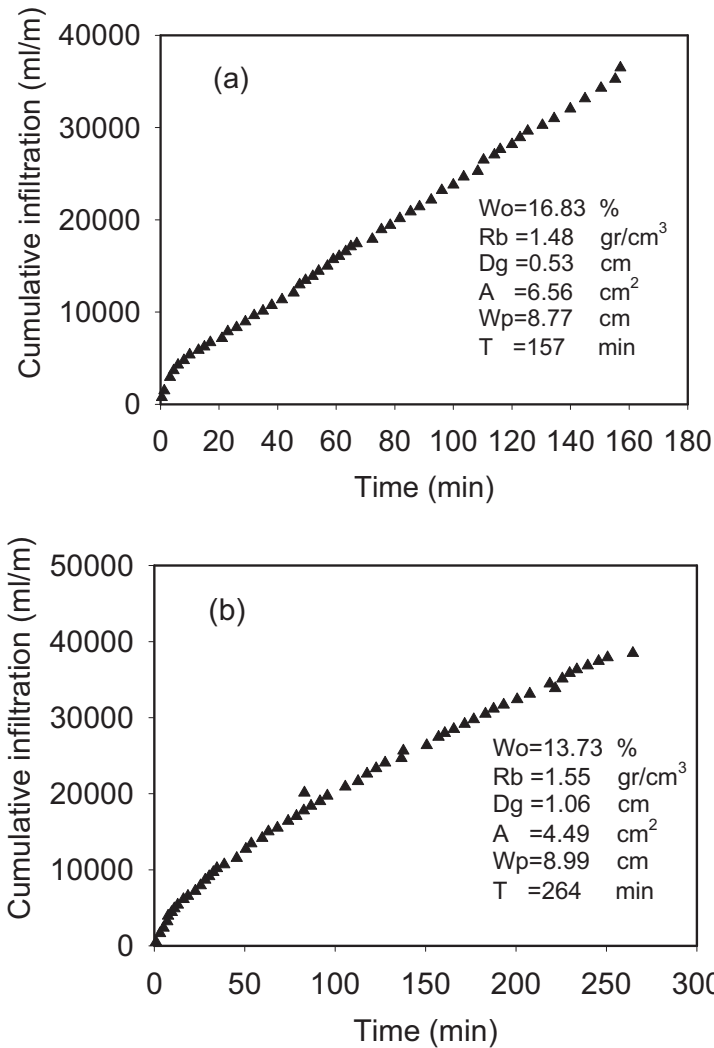 40000
30000
20000
10000
0
Cumulative infiltration (ml/m)
(a)
Wo=16.83 %
Rb =1.48 gr/cm³
Dg =0.53 cm
A =6.56 cm²
Wp=8.77 cm
T =157 min
0 20 40 60 80 100 120 140 160 180
Time (min)
50000
40000
30000
20000
10000
0
Cumulative infiltration (ml/m)
(b)
Wo=13.73 %
Rb =1.55 gr/cm³
Dg =1.06 cm
A =4.49 cm²
Wp=8.99 cm
T =264 min
0 50 100 150 200 250 300
Time (min)